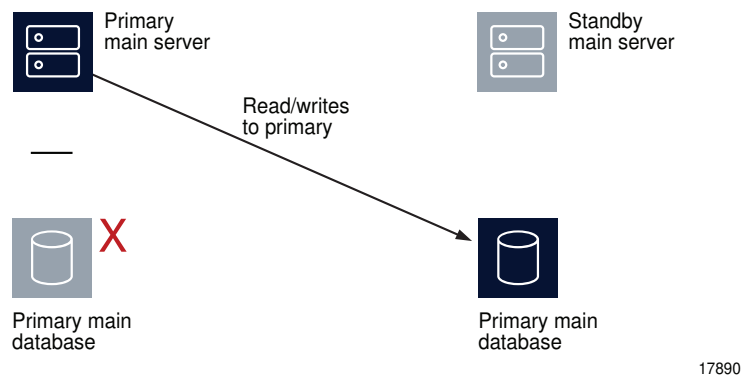 Primary
main server
Standby
main server
Read/writes
to primary
X
Primary main
database
Primary main
database
17890